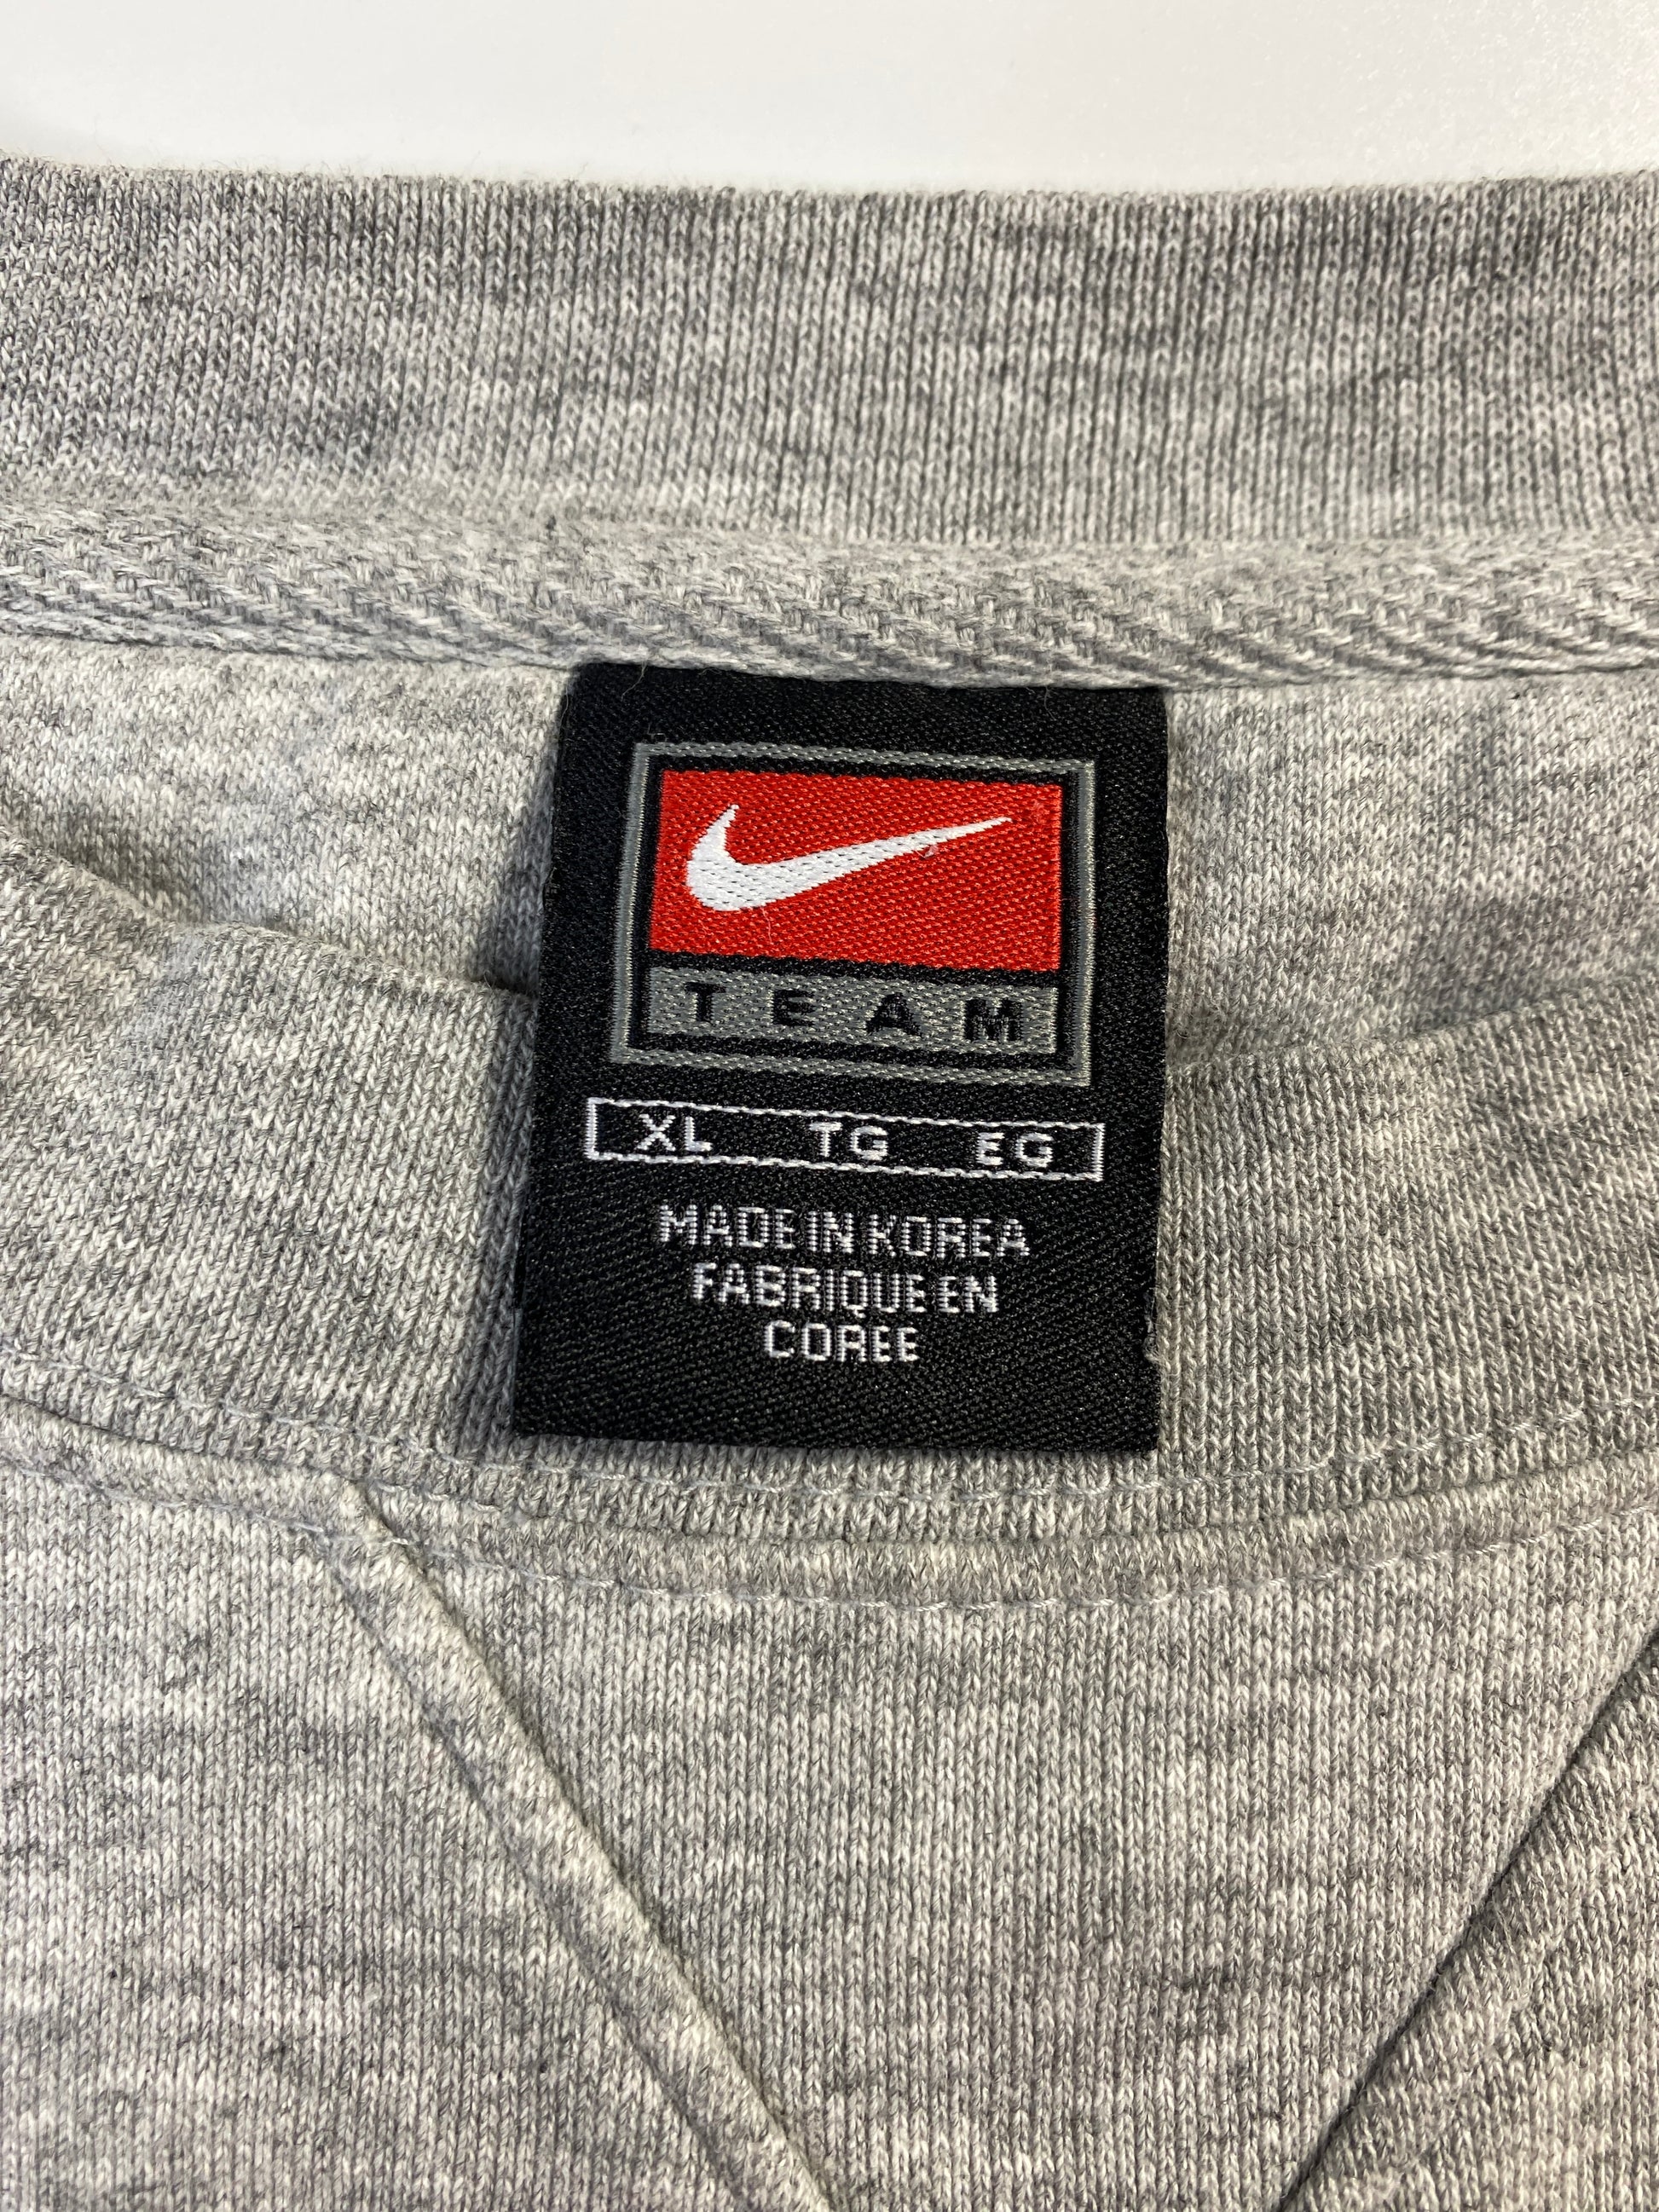 TEAM
XL TG EG
MADE IN KOREA
FABRIQUE EN
COREE